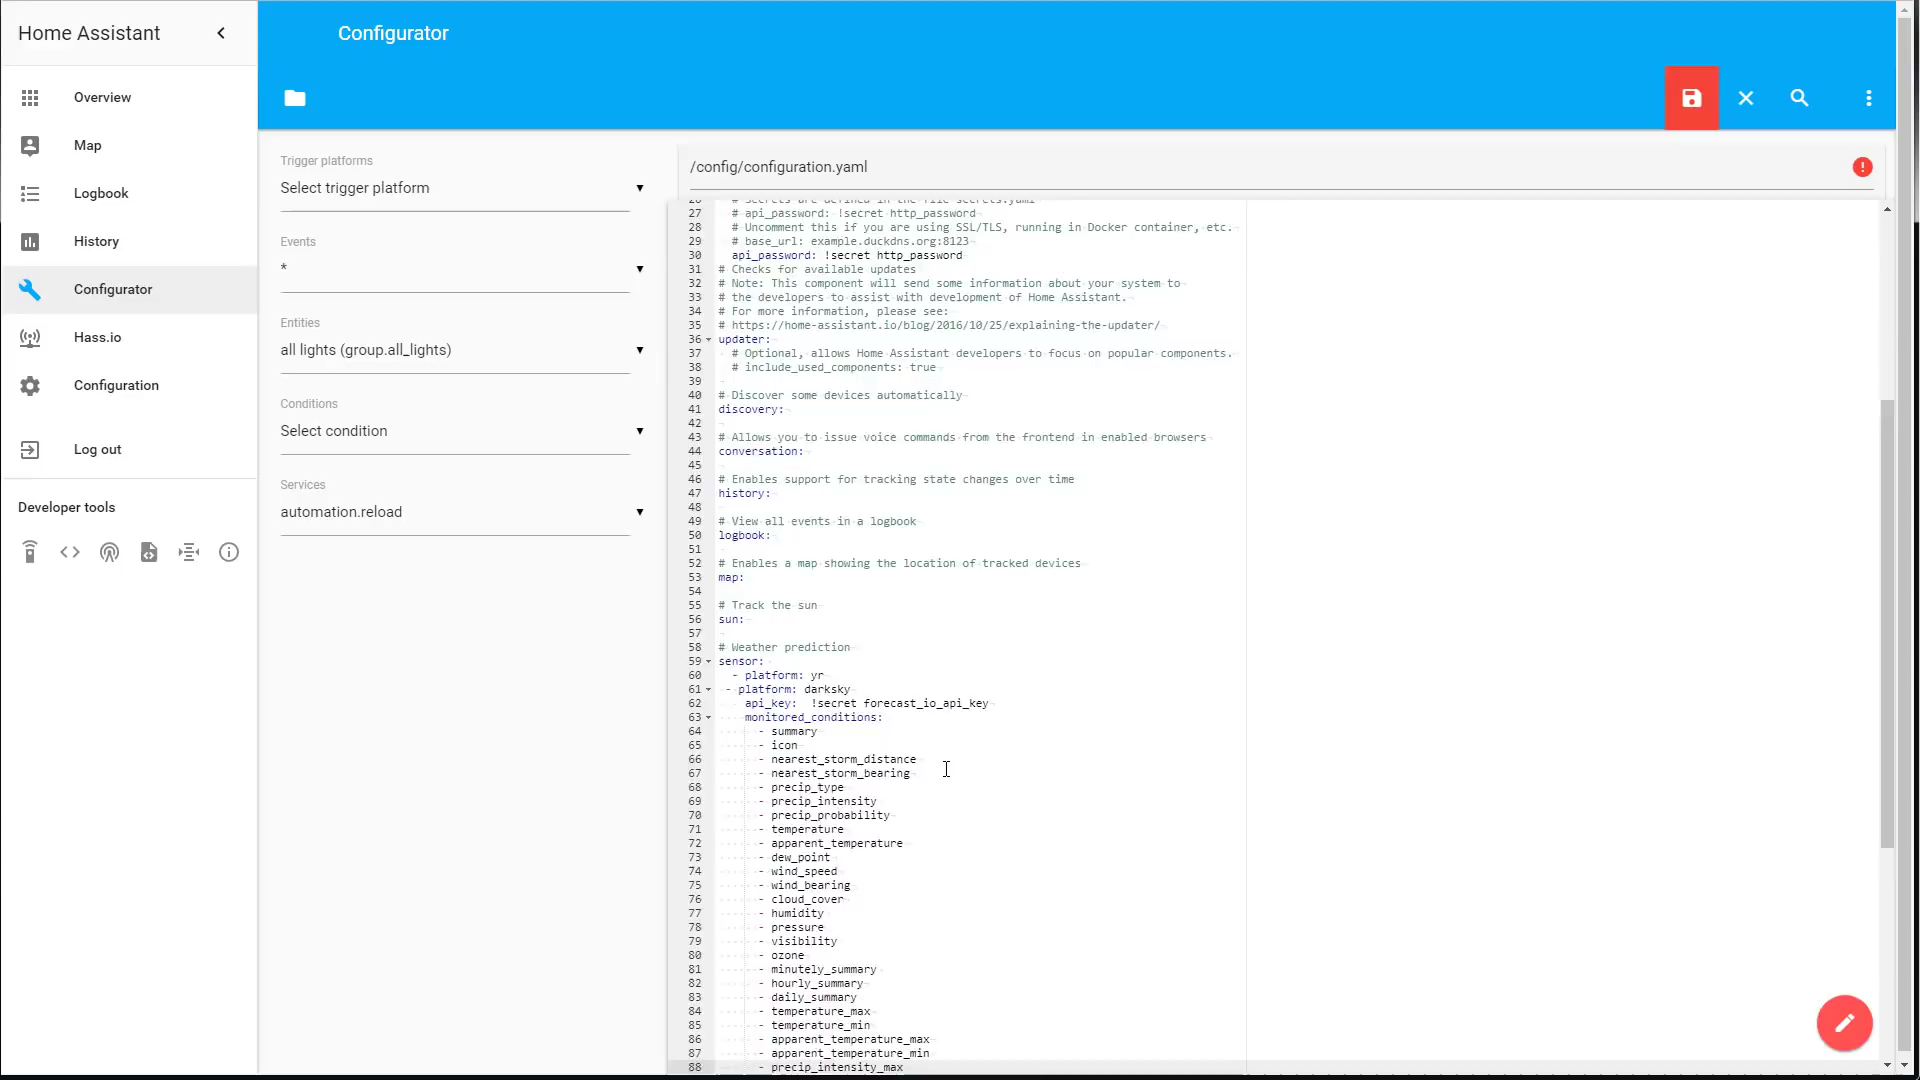 Home Assistant
Configurator
Overview
Map
Logbook
History
Configurator
Hass.io
Configuration
Log out
Developer tools
Trigger platforms
Select trigger platform
Events
*
Entities
all lights (group.all_lights)
Conditions
Select condition
Services
automation.reload
/config/configuration.yaml
26 # Secrets are defined in the file secrets.yaml
27 # api_password: !secret http_password
28 # Uncomment this if you are using SSL/TLS, running in Docker container, etc.
29 # base_url: example.duckdns.org:8123
30 api_password: !secret http_password
31 # Checks for available updates
32 # Note: This component will send some information about your system to
33 # the developers to assist with development of Home Assistant.
34 # For more information, please see:
35 # https://home-assistant.io/blog/2016/10/25/explaining-the-updater/
36 updater:
37 # Optional, allows Home Assistant developers to focus on popular components.
38 # include_used_components: true
39
40 # Discover some devices automatically
41 discovery:
42
43 # Allows you to issue voice commands from the frontend in enabled browsers
44 conversation:
45
46 # Enables support for tracking state changes over time
47 history:
48
49 # View all events in a logbook
50 logbook:
51
52 # Enables a map showing the location of tracked devices
53 map:
54
55 # Track the sun
56 sun:
57
58 # Weather prediction
59 sensor:
60 - platform: yr
61 - platform: darksky
62 api_key: !secret forecast_io_api_key
63 monitored_conditions:
64 - summary
65 - icon
66 - nearest_storm_distance
67 - nearest_storm_bearing
68 - precip_type
69 - precip_intensity
70 - precip_probability
71 - temperature
72 - apparent_temperature
73 - dew_point
74 - wind_speed
75 - wind_bearing
76 - cloud_cover
77 - humidity
78 - pressure
79 - visibility
80 - ozone
81 - minutely_summary
82 - hourly_summary
83 - daily_summary
84 - temperature_max
85 - temperature_min
86 - apparent_temperature_max
87 - apparent_temperature_min
88 - precip_intensity_max